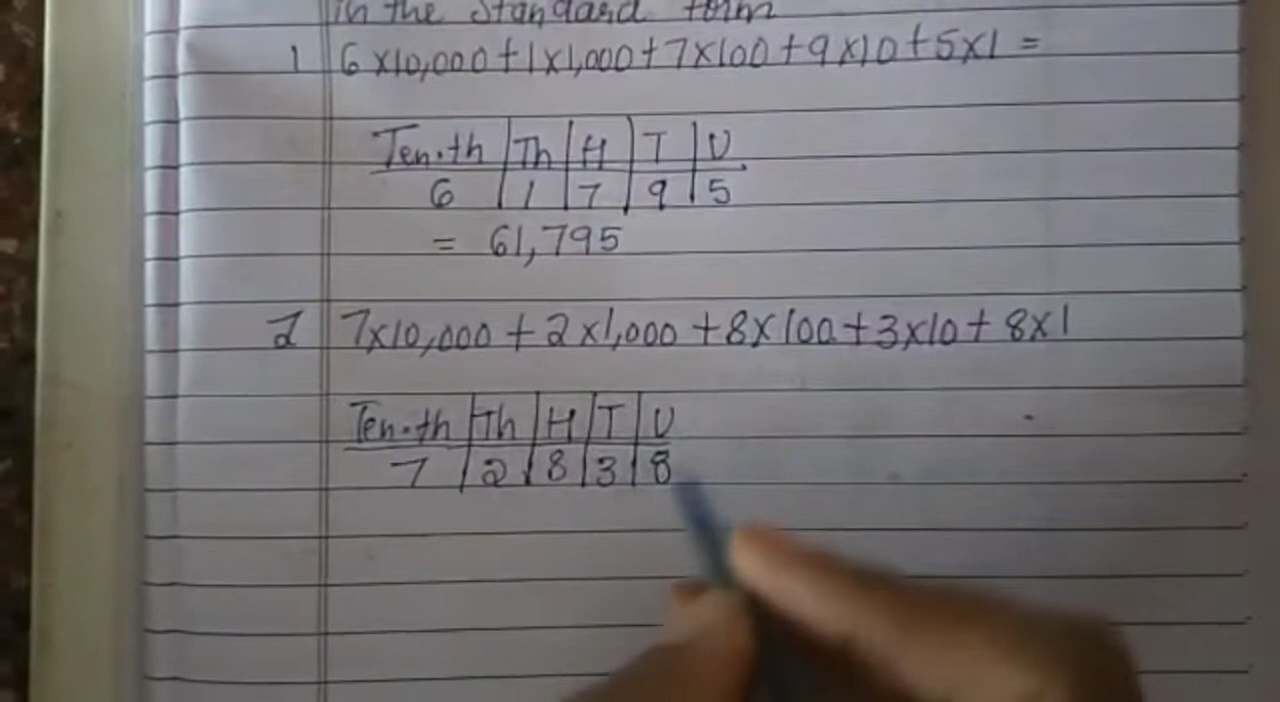 in the Standard form
1 6×10,000+1×1,000+7×100+9×10+5×1=
Ten.th Th H T U
6 1 7 9 5
= 61,795
2 7×10,000+2×1,000+8×100+3×10+8×1
Ten.th Th H T U
7 2 8 3 8